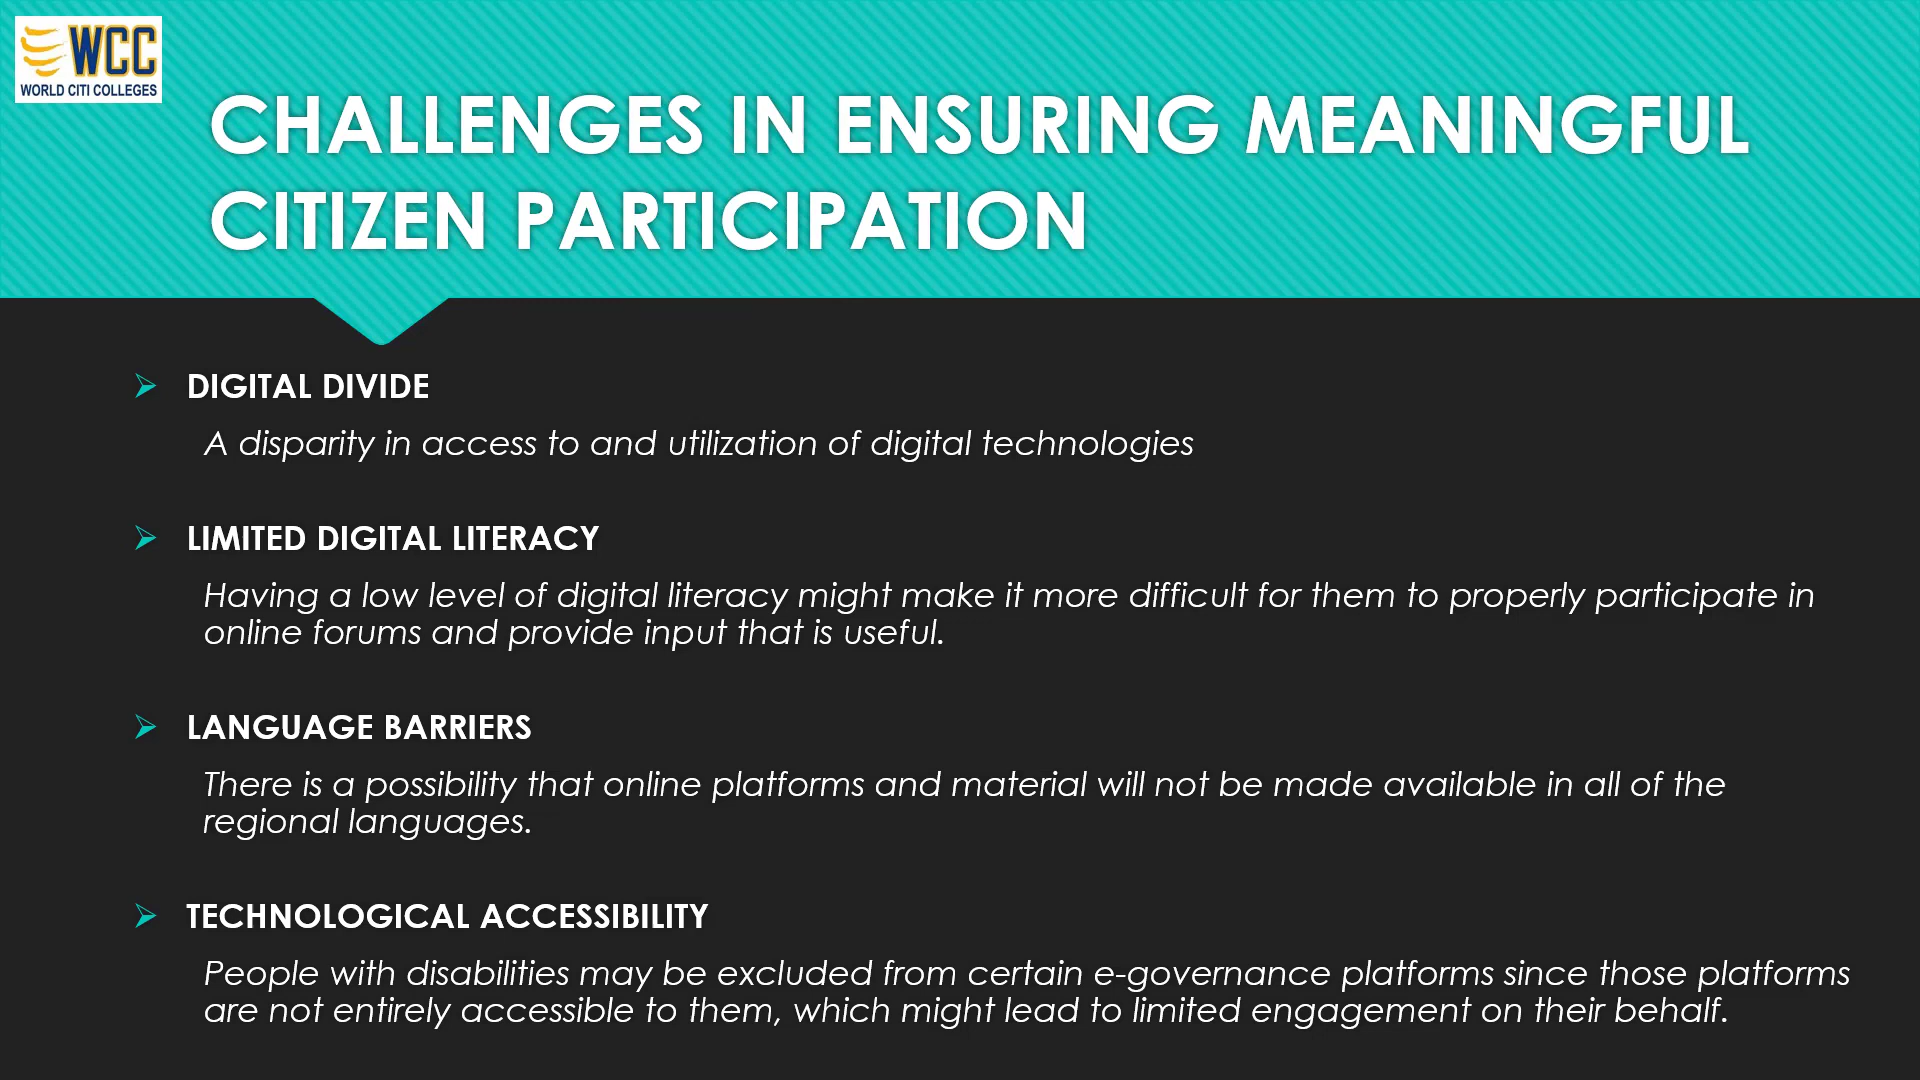 WCC
WORLD CITI COLLEGES
CHALLENGES IN ENSURING MEANINGFUL
CITIZEN PARTICIPATION
DIGITAL DIVIDE
A disparity in access to and utilization of digital technologies
LIMITED DIGITAL LITERACY
Having a low level of digital literacy might make it more difficult for them to properly participate in
online forums and provide input that is useful.
LANGUAGE BARRIERS
There is a possibility that online platforms and material will not be made available in all of the
regional languages.
TECHNOLOGICAL ACCESSIBILITY
People with disabilities may be excluded from certain e-governance platforms since those platforms
are not entirely accessible to them, which might lead to limited engagement on their behalf.